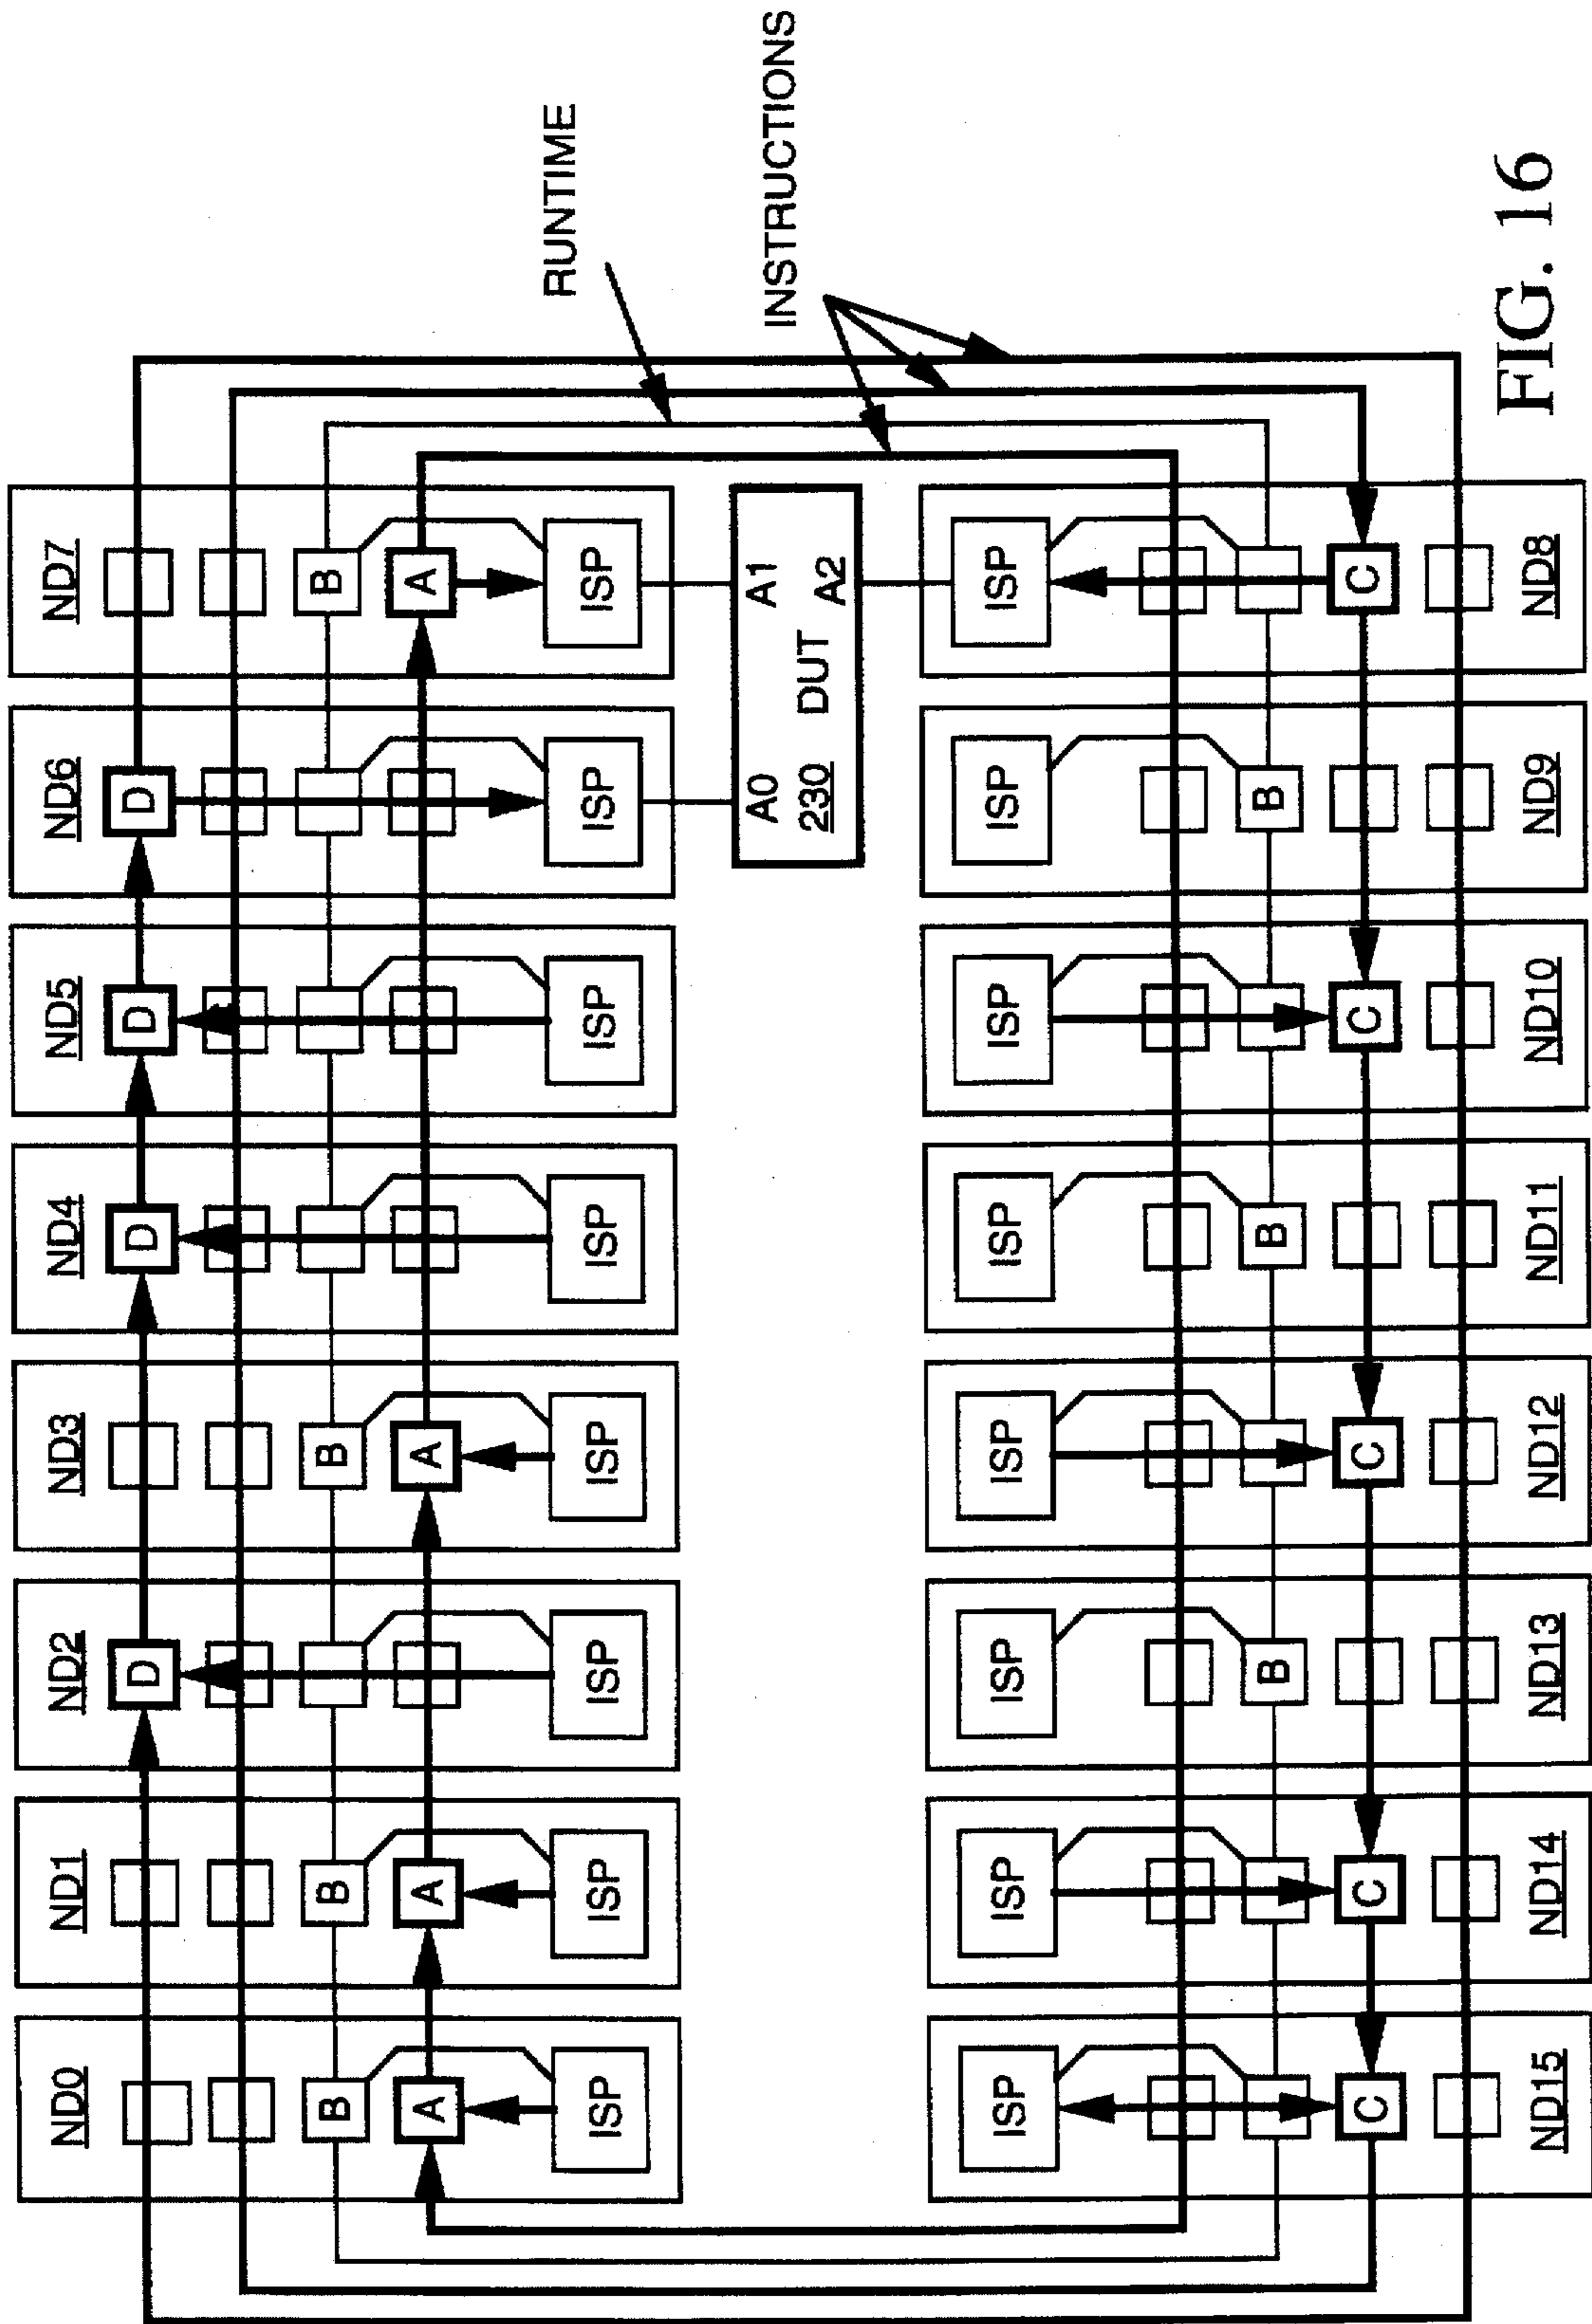 ND0 ND1 ND2 ND3 ND4 ND5 ND6 ND7
D D D D
B B B B
A A A A
ISP ISP ISP ISP ISP ISP ISP ISP
RUNTIME
A0 A1
230 DUT A2
INSTRUCTIONS
ISP ISP ISP ISP ISP ISP ISP ISP
B B B
C C C C C
ND15 ND14 ND13 ND12 ND11 ND10 ND9 ND8
FIG. 16